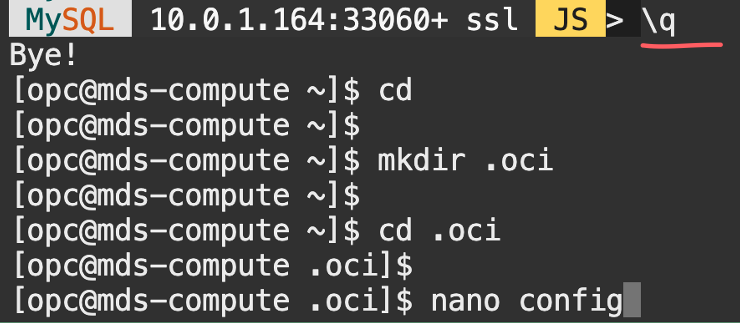 MySQL 10.0.1.164:33060+ ssl JS > \q
Bye!
[opc@mds-compute ~]$ cd
[opc@mds-compute ~]$
[opc@mds-compute ~]$ mkdir .oci
[opc@mds-compute ~]$
[opc@mds-compute ~]$ cd .oci
[opc@mds-compute .oci]$
[opc@mds-compute .oci]$ nano config